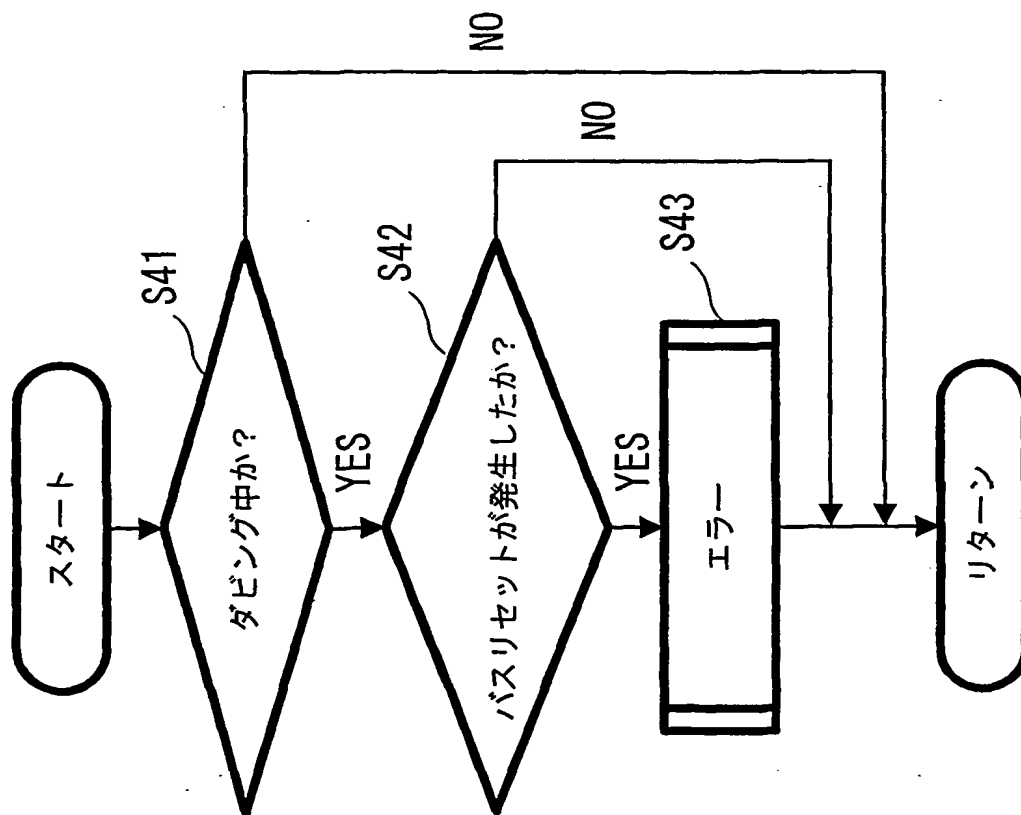 スタート
S41
ダビング中か？
NO
YES
S42
バスリセットが発生したか？
NO
YES
S43
エラー
リターン